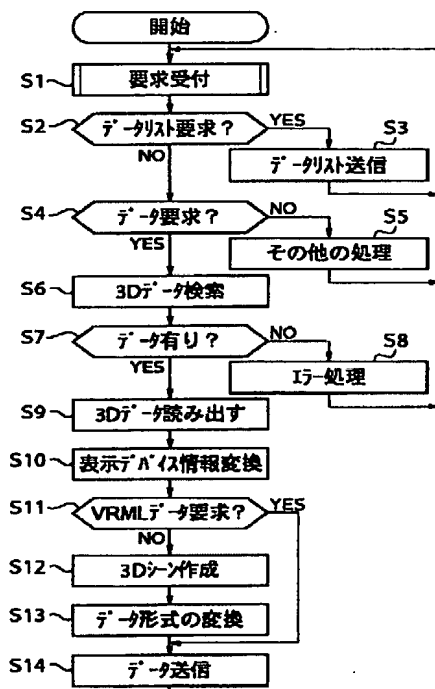 開始
S1 要求受付
S2 データリスト要求？ YES
S3
NO データリスト送信
S4 データ要求？ NO
S5
YES その他の処理
S6 3Dデータ検索
S7 データ有り？ NO
S8
YES エラー処理
S9 3Dデータ読み出す
S10 表示デバイス情報変換
S11 VRMLデータ要求？ YES
NO
S12 3Dシーン作成
S13 データ形式の変換
S14 データ送信